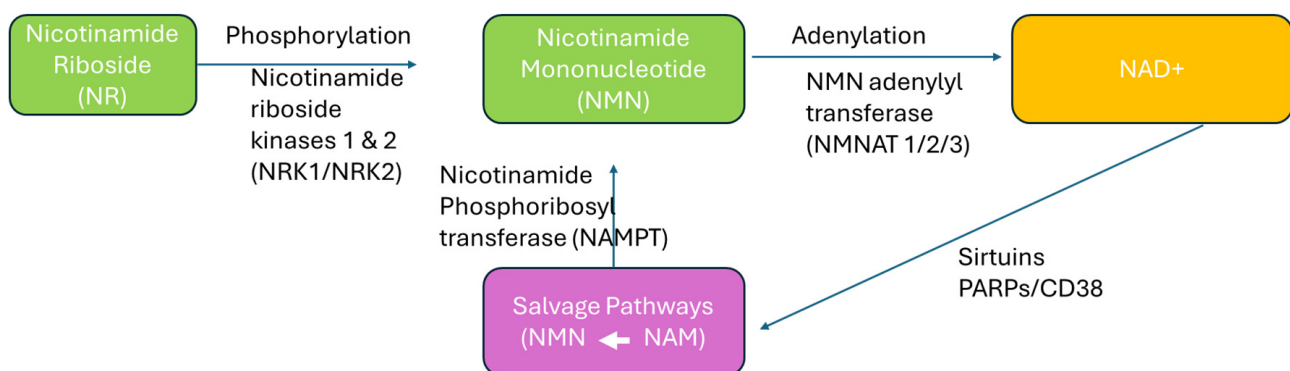 Nicotinamide
Riboside
(NR)
Phosphorylation
Nicotinamide
riboside
kinases 1 & 2
(NRK1/NRK2)
Nicotinamide
Mononucleotide
(NMN)
Adenylation
NMN adenylyl
transferase
(NMNAT 1/2/3)
NAD+
Nicotinamide
Phosphoribosyl
transferase (NAMPT)
Sirtuins
PARPs/CD38
Salvage Pathways
(NMN NAM)